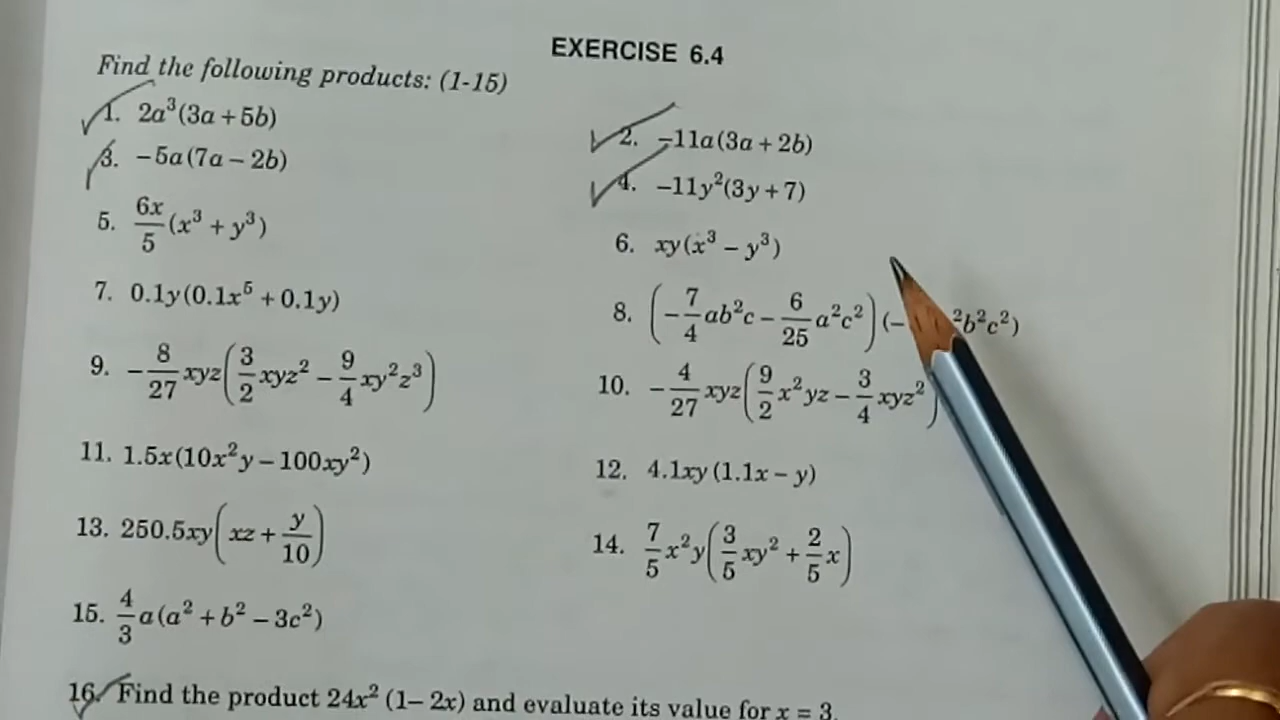 EXERCISE 6.4
Find the following products: (1-15)
1. 2a³(3a + 5b)
2. −11a(3a + 2b)
3. −5a(7a − 2b)
4. −11y²(3y + 7)
5. 6x/5 (x³ + y³)
6. xy(x³ − y³)
7. 0.1y(0.1x⁵ + 0.1y)
8. (−7/4 ab²c − 6/25 a²c²)(− ²b²c²)
9. −8/27 xyz(3/2 xyz² − 9/4 xy²z³)
10. −4/27 xyz(9/2 x²yz − 3/4 xyz²)
11. 1.5x(10x²y − 100xy²)
12. 4.1xy (1.1x − y)
13. 250.5xy(xz + y/10)
14. 7/5 x²y(3/5 xy² + 2/5 x)
15. 4/3 a(a² + b² − 3c²)
16. Find the product 24x² (1− 2x) and evaluate its value for x = 3.